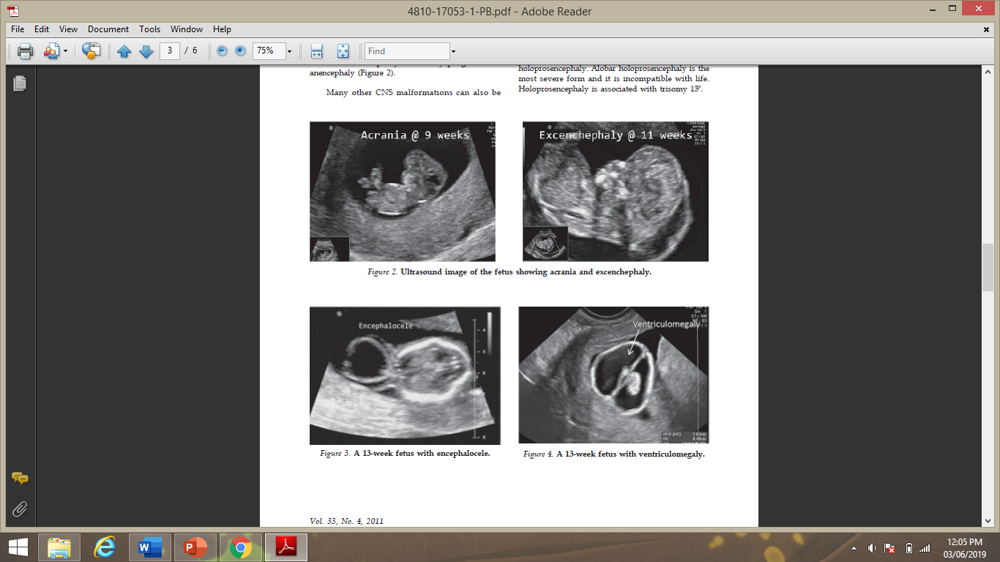 4810-17053-1-PB.pdf - Adobe Reader
File Edit View Document Tools Window Help
3 / 6 75% Find
anencephaly (Figure 2).
Many other CNS malformations can also be
holoprosencephaly. Alobar holoprosencephaly is the
most severe form and it is incompatible with life.
Holoprosencephaly is associated with trisomy 13⁹.
Acrania @ 9 weeks
Excenchephaly @ 11 weeks
Figure 2. Ultrasound image of the fetus showing acrania and excenchephaly.
Encephalocele
Ventriculomegaly
Figure 3. A 13-week fetus with encephalocele.
Figure 4. A 13-week fetus with ventriculomegaly.
Vol. 33, No. 4, 2011
12:05 PM
03/06/2019